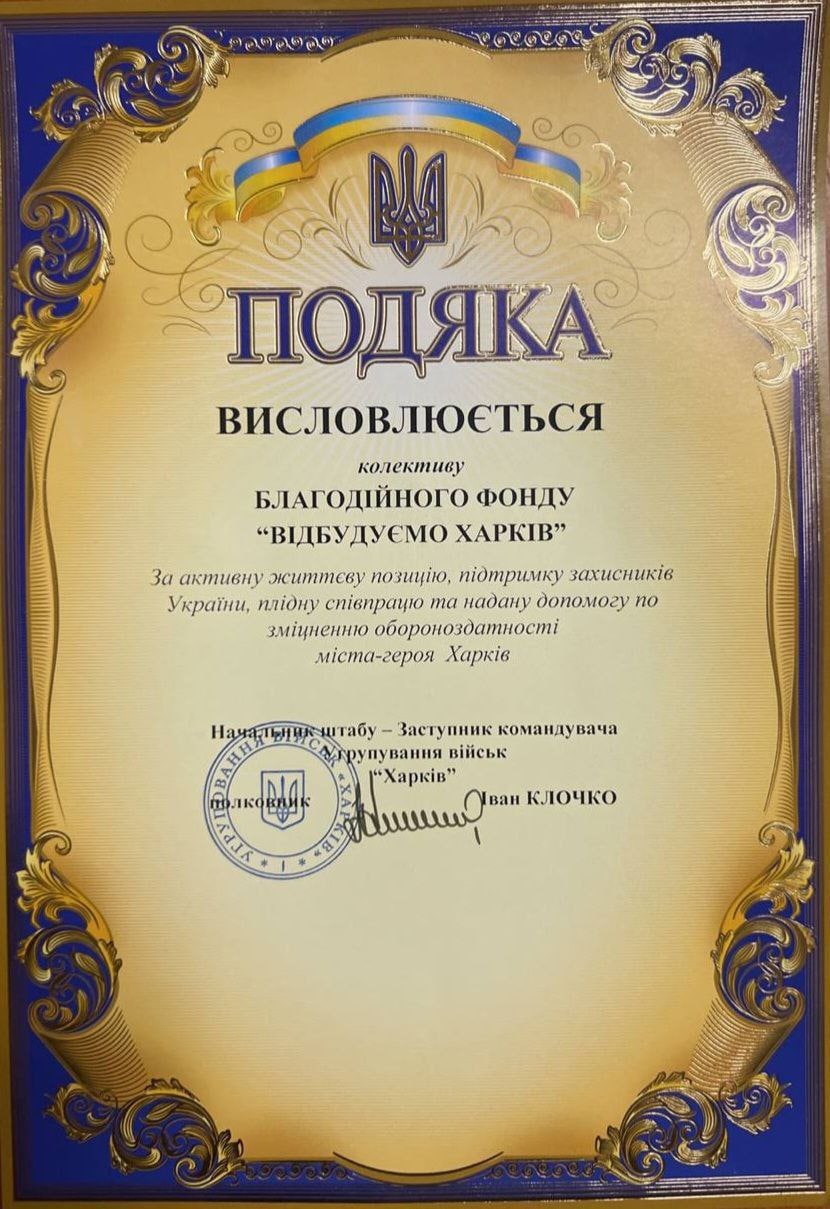 ПОДЯКА
ВИСЛОВЛЮЄТЬСЯ
колективу
БЛАГОДІЙНОГО ФОНДУ
“ВІДБУДУЄМО ХАРКІВ”
За активну життєву позицію, підтримку захисників
України, плідну співпрацю та надану допомогу по
зміцненню обороноздатності
міста-героя Харків
Начальник штабу – Заступник командувача
Угрупування військ
“Харків”
полковник Іван КЛОЧКО
УГРУПОВАННЯ ВІЙСЬК «ХАРКІВ» * 1 *